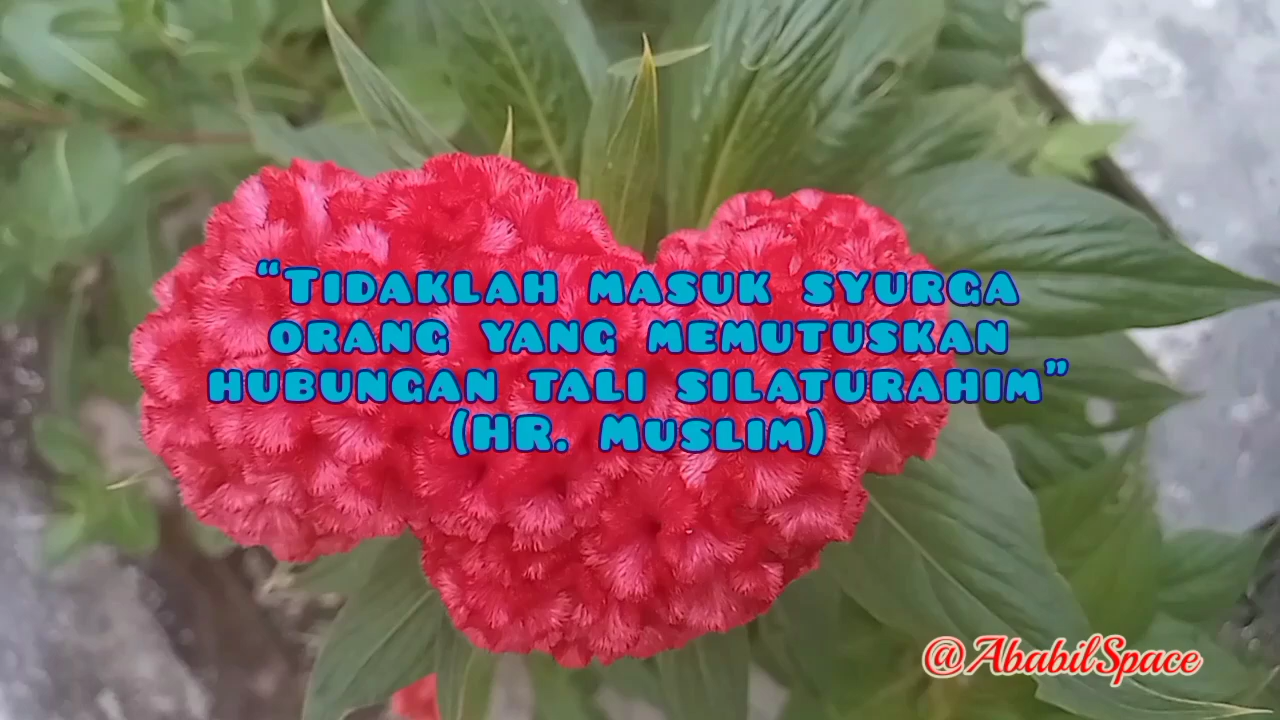 “Tidaklah masuk syurga
orang yang memutuskan
hubungan tali silaturahim”
(HR. Muslim)
@AbabilSpace